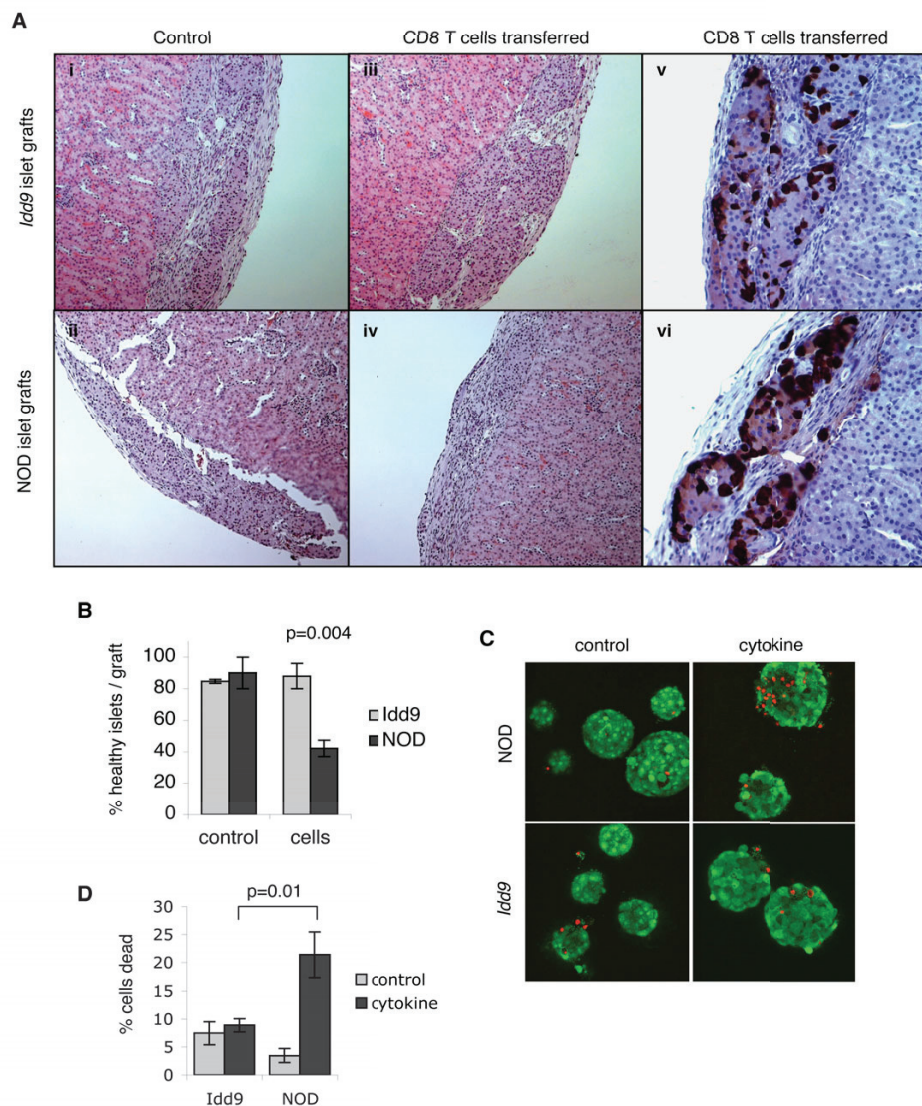 A
Control
CD8 T cells transferred
CD8 T cells transferred
Idd9 islet grafts
i
iii
v
NOD islet grafts
ii
iv
vi
B
p=0.004
% healthy islets / graft
100
80
60
40
20
0
control
cells
Idd9
NOD
C
control
cytokine
NOD
Idd9
D
p=0.01
% cells dead
30
25
20
15
10
5
0
Idd9
NOD
control
cytokine